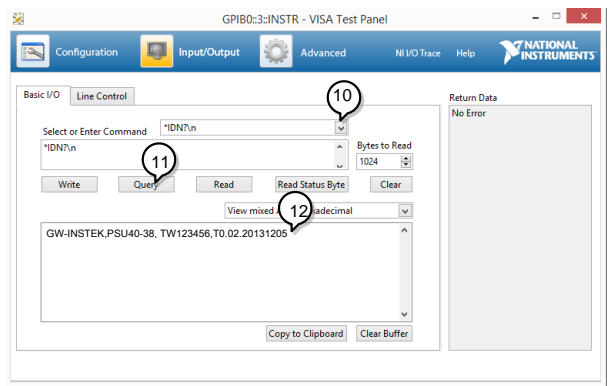 GPIB0::3::INSTR - VISA Test Panel
Configuration Input/Output Advanced NI I/O Trace Help NATIONAL INSTRUMENTS
Basic I/O Line Control
10
Return Data
No Error
Select or Enter Command *IDN?\n
*IDN?\n
Bytes to Read
1024
11
Write Query Read Read Status Byte Clear
View mixed 12 xadecimal
GW-INSTEK,PSU40-38, TW123456,T0.02.20131205
Copy to Clipboard Clear Buffer